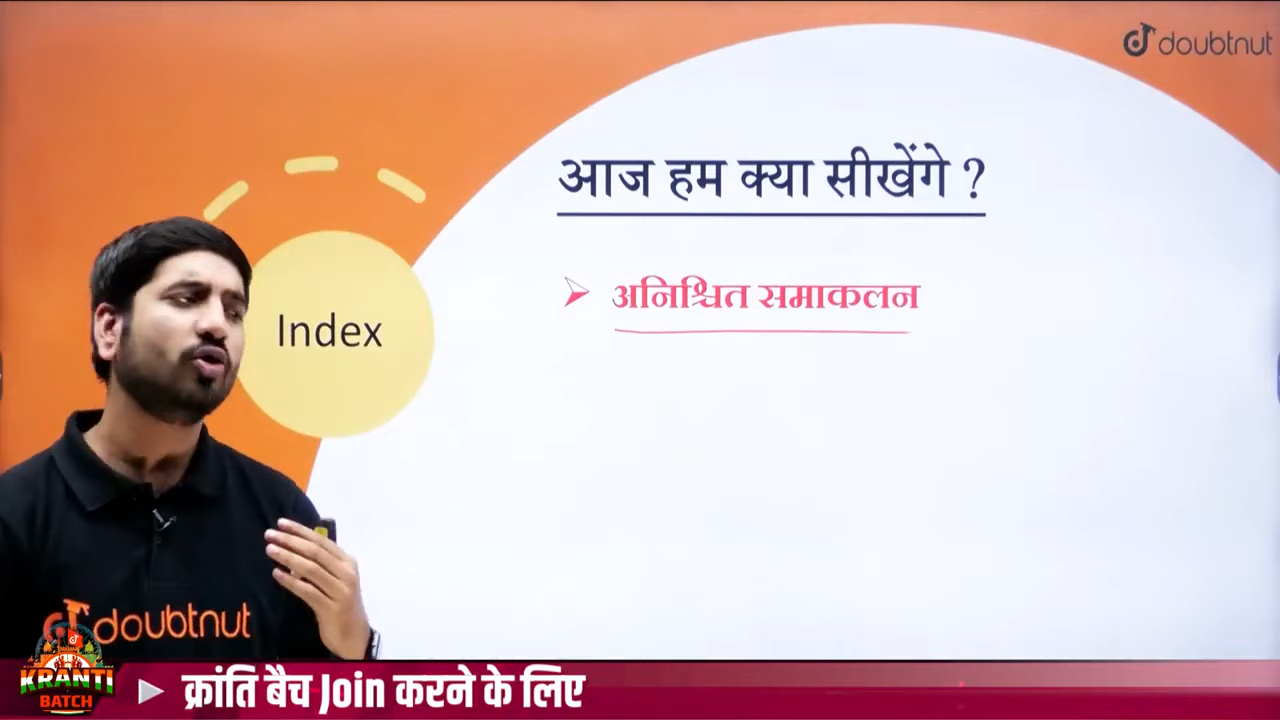 doubtnut
आज हम क्या सीखेंगे ?
Index
अनिश्चित समाकलन
doubtnut
KRANTI
BATCH
क्रांति बैच Join करने के लिए